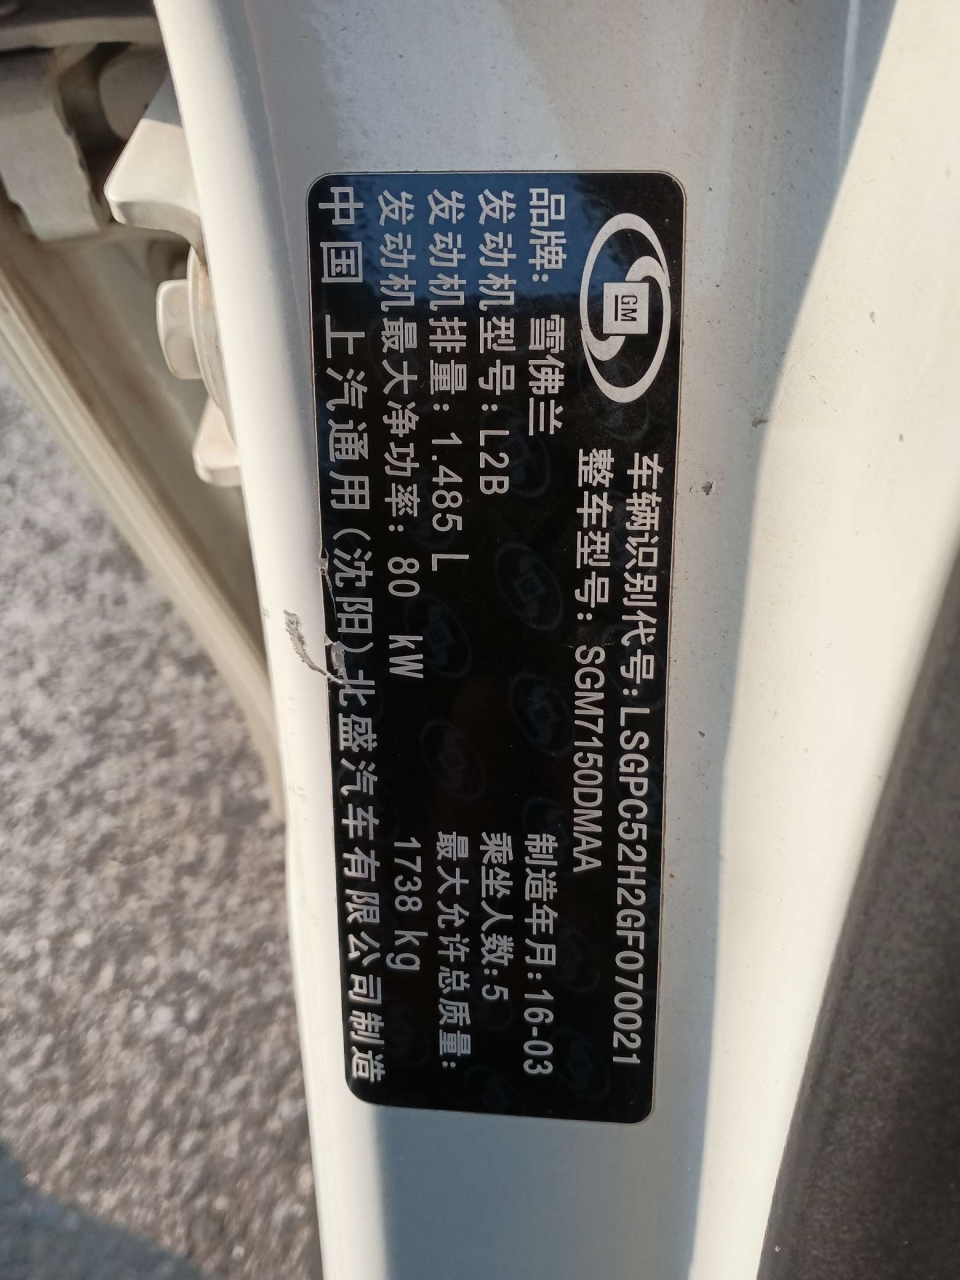 GM
车辆识别代号:LSGPC52H2GF070021
整车型号:SGM7150DMAA
品牌: 雪佛兰
制造年月:16-03
发动机型号:L2B
乘坐人数:5
发动机排量:1.485L
最大允许总质量:
发动机最大净功率: 80 kW
1738 kg
中国 上汽通用(沈阳)北盛汽车有限公司制造